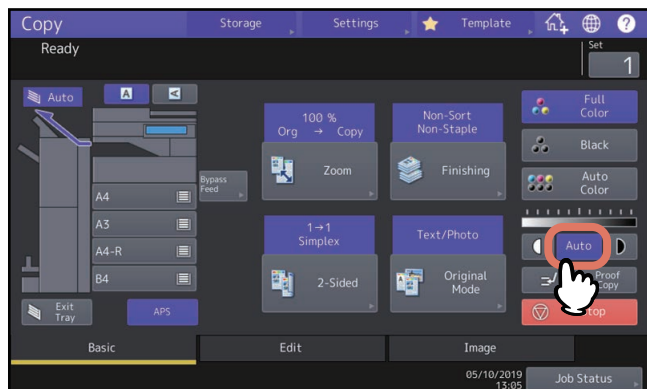 Copy
Storage
Settings
Template
?
Ready
Set
1
Auto
A
A
100 %
Org → Copy
Zoom
Non-Sort
Non-Staple
Finishing
Full
Color
Black
Auto
Color
Bypass
Feed
A4
A3
A4-R
B4
1→1
Simplex
2-Sided
Text/Photo
Original
Mode
Auto
Proof
Copy
Exit
Tray
APS
Basic
Edit
Image
05/10/2019
13:05
Job Status